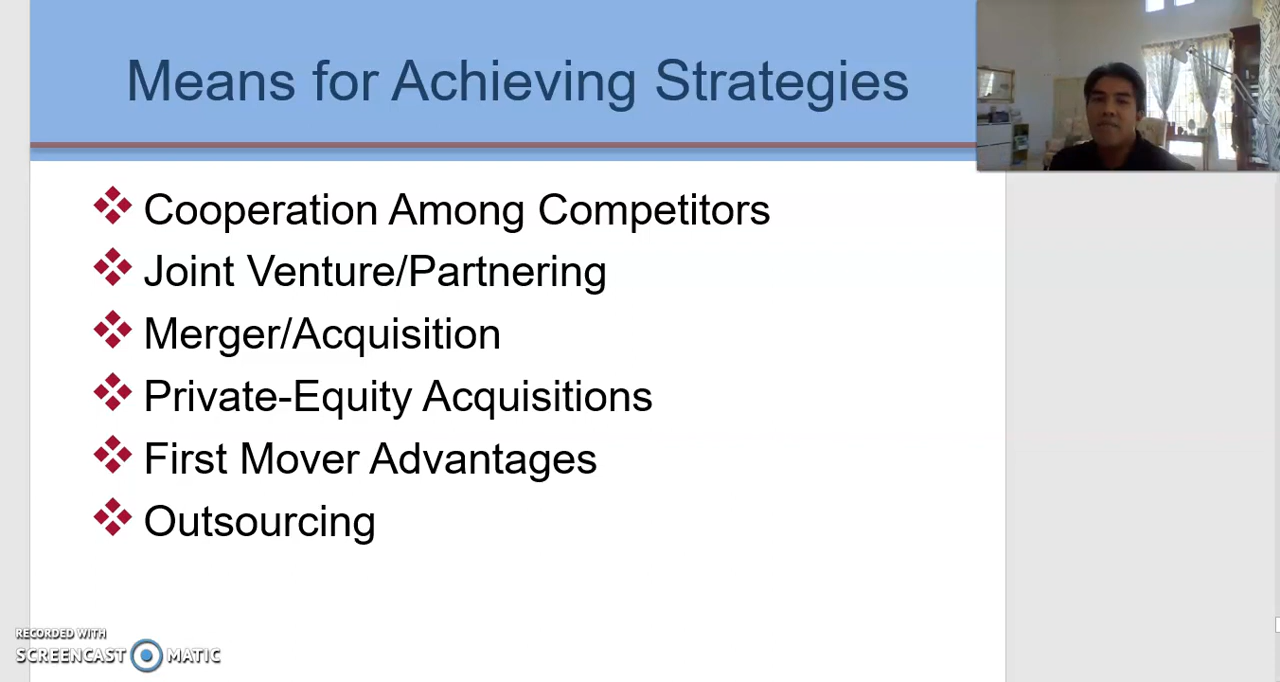 Means for Achieving Strategies
Cooperation Among Competitors
Joint Venture/Partnering
Merger/Acquisition
Private-Equity Acquisitions
First Mover Advantages
Outsourcing
RECORDED WITH
SCREENCAST MATIC